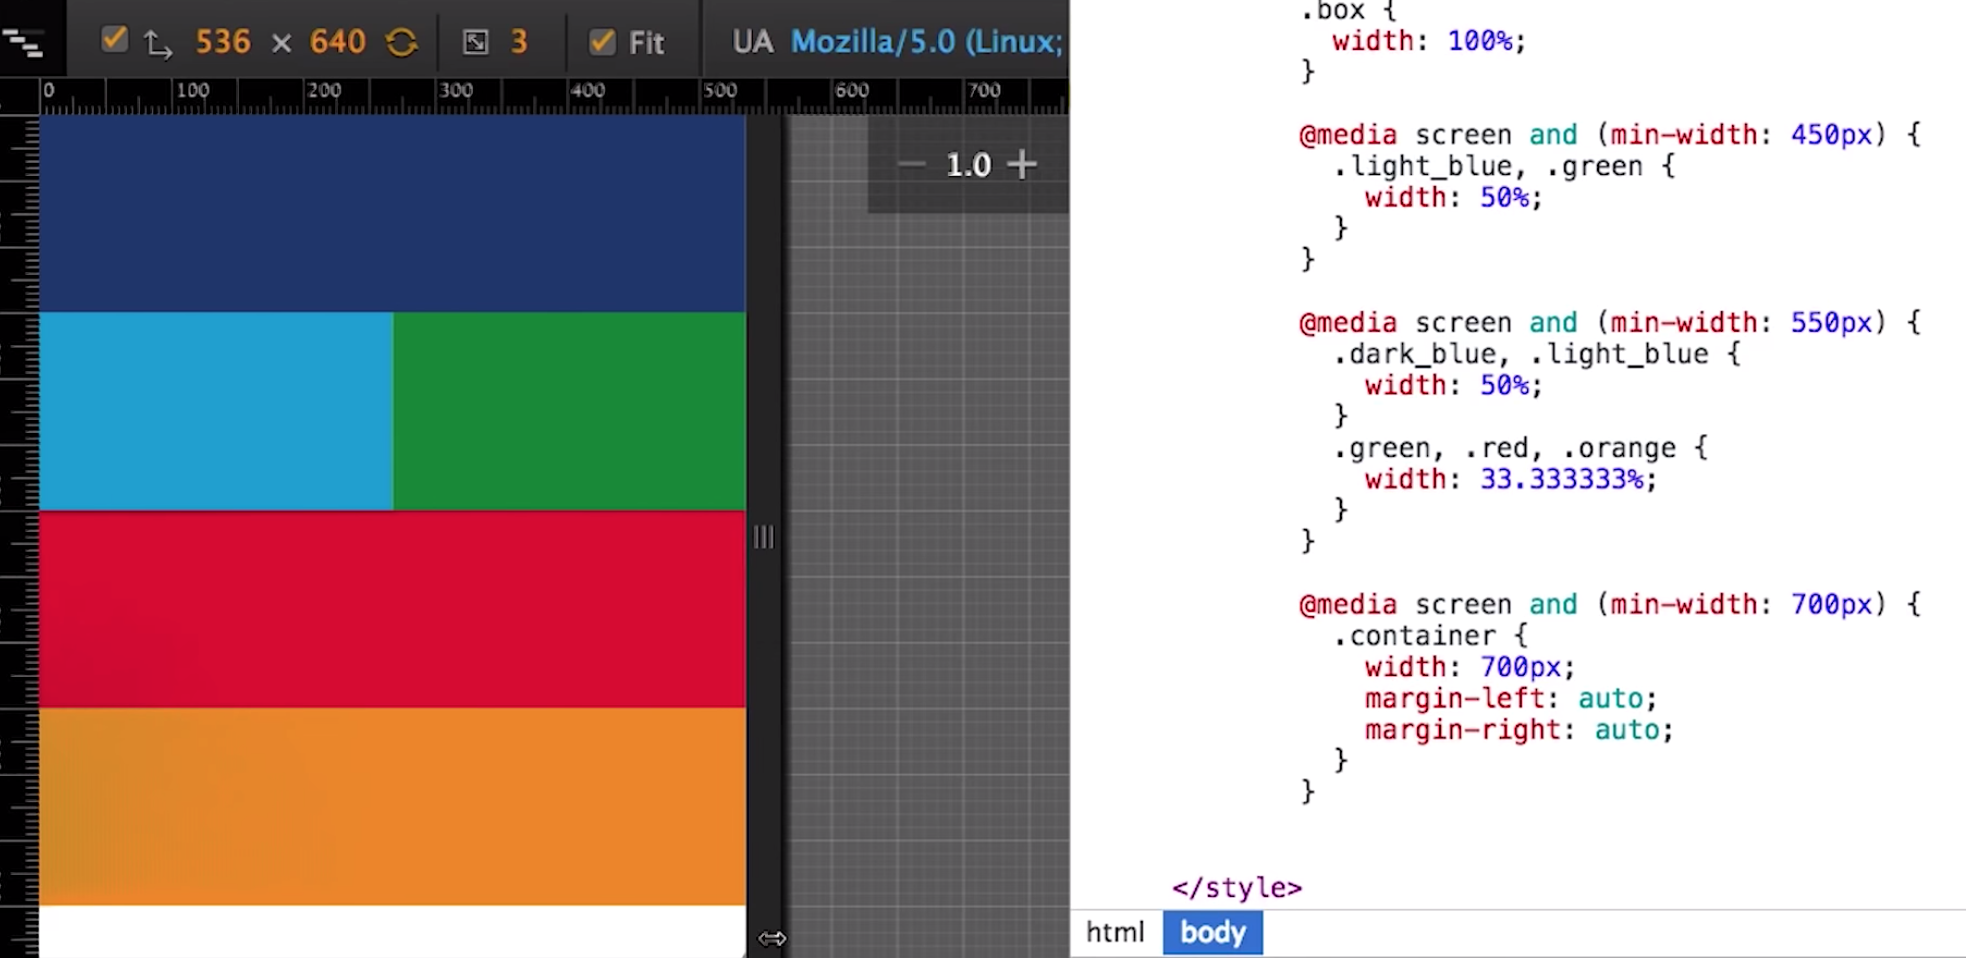 536 × 640 3 Fit UA Mozilla/5.0 (Linux;
0 100 200 300 400 500 600 700
1.0
.box {
width: 100%;
}
@media screen and (min-width: 450px) {
.light_blue, .green {
width: 50%;
}
}
@media screen and (min-width: 550px) {
.dark_blue, .light_blue {
width: 50%;
}
.green, .red, .orange {
width: 33.333333%;
}
}
@media screen and (min-width: 700px) {
.container {
width: 700px;
margin-left: auto;
margin-right: auto;
}
}
</style>
html body